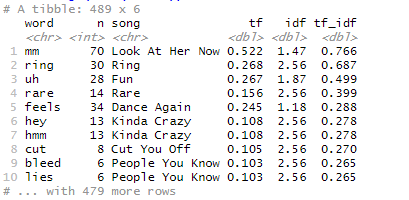 # A tibble: 489 x 6
word n song tf idf tf_idf
<chr> <int> <chr> <dbl> <dbl> <dbl>
1 mm 70 Look At Her Now 0.522 1.47 0.766
2 ring 30 Ring 0.268 2.56 0.687
3 uh 28 Fun 0.267 1.87 0.499
4 rare 14 Rare 0.156 2.56 0.399
5 feels 34 Dance Again 0.245 1.18 0.288
6 hey 13 Kinda Crazy 0.108 2.56 0.278
7 hmm 13 Kinda Crazy 0.108 2.56 0.278
8 cut 8 Cut You Off 0.105 2.56 0.270
9 bleed 6 People You Know 0.103 2.56 0.265
10 lies 6 People You Know 0.103 2.56 0.265
# ... with 479 more rows